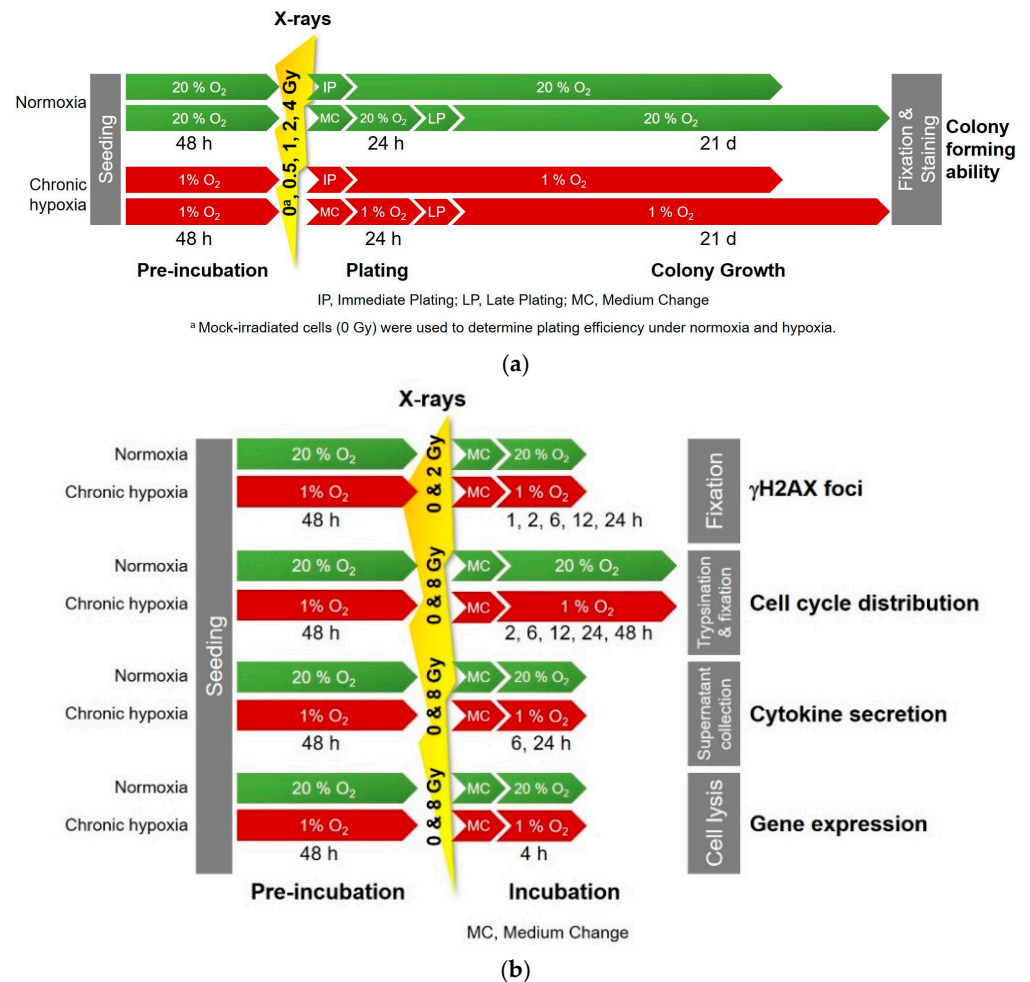 X-rays
Seeding
Normoxia
20 % O₂
IP
20 % O₂
20 % O₂
MC
20 % O₂
LP
20 % O₂
48 h
24 h
21 d
0ᵃ, 0.5, 1, 2, 4 Gy
Chronic
hypoxia
1% O₂
IP
1 % O₂
1% O₂
MC
1 % O₂
LP
1 % O₂
48 h
24 h
21 d
Fixation &
Staining
Colony
forming
ability
Pre-incubation
Plating
Colony Growth
IP, Immediate Plating; LP, Late Plating; MC, Medium Change
ᵃ Mock-irradiated cells (0 Gy) were used to determine plating efficiency under normoxia and hypoxia.
(a)
X-rays
Seeding
Normoxia
20 % O₂
MC
20 % O₂
Chronic hypoxia
1% O₂
MC
1 % O₂
48 h
0 & 2 Gy
1, 2, 6, 12, 24 h
Fixation
γH2AX foci
Normoxia
20 % O₂
MC
20 % O₂
Chronic hypoxia
1% O₂
MC
1 % O₂
48 h
0 & 8 Gy
2, 6, 12, 24, 48 h
Trypsination
& fixation
Cell cycle distribution
Normoxia
20 % O₂
MC
20 % O₂
Chronic hypoxia
1% O₂
MC
1 % O₂
48 h
0 & 8 Gy
6, 24 h
Supernatant
collection
Cytokine secretion
Normoxia
20 % O₂
MC
20 % O₂
Chronic hypoxia
1% O₂
MC
1 % O₂
48 h
0 & 8 Gy
4 h
Cell lysis
Gene expression
Pre-incubation
Incubation
MC, Medium Change
(b)